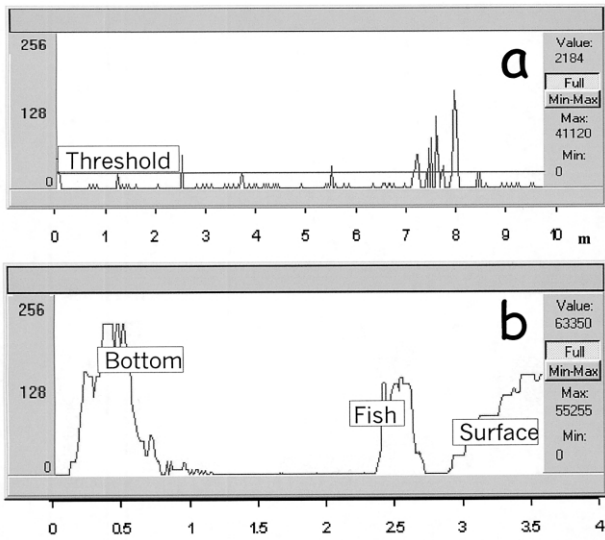 a
256
128
0
Threshold
Value:
2184
Full
Min-Max
Max:
41120
Min:
0
0 1 2 3 4 5 6 7 8 9 10 m
b
256
128
0
Bottom
Fish
Surface
Value:
63350
Full
Min-Max
Max:
55255
Min:
0
0 0.5 1 1.5 2 2.5 3 3.5 4